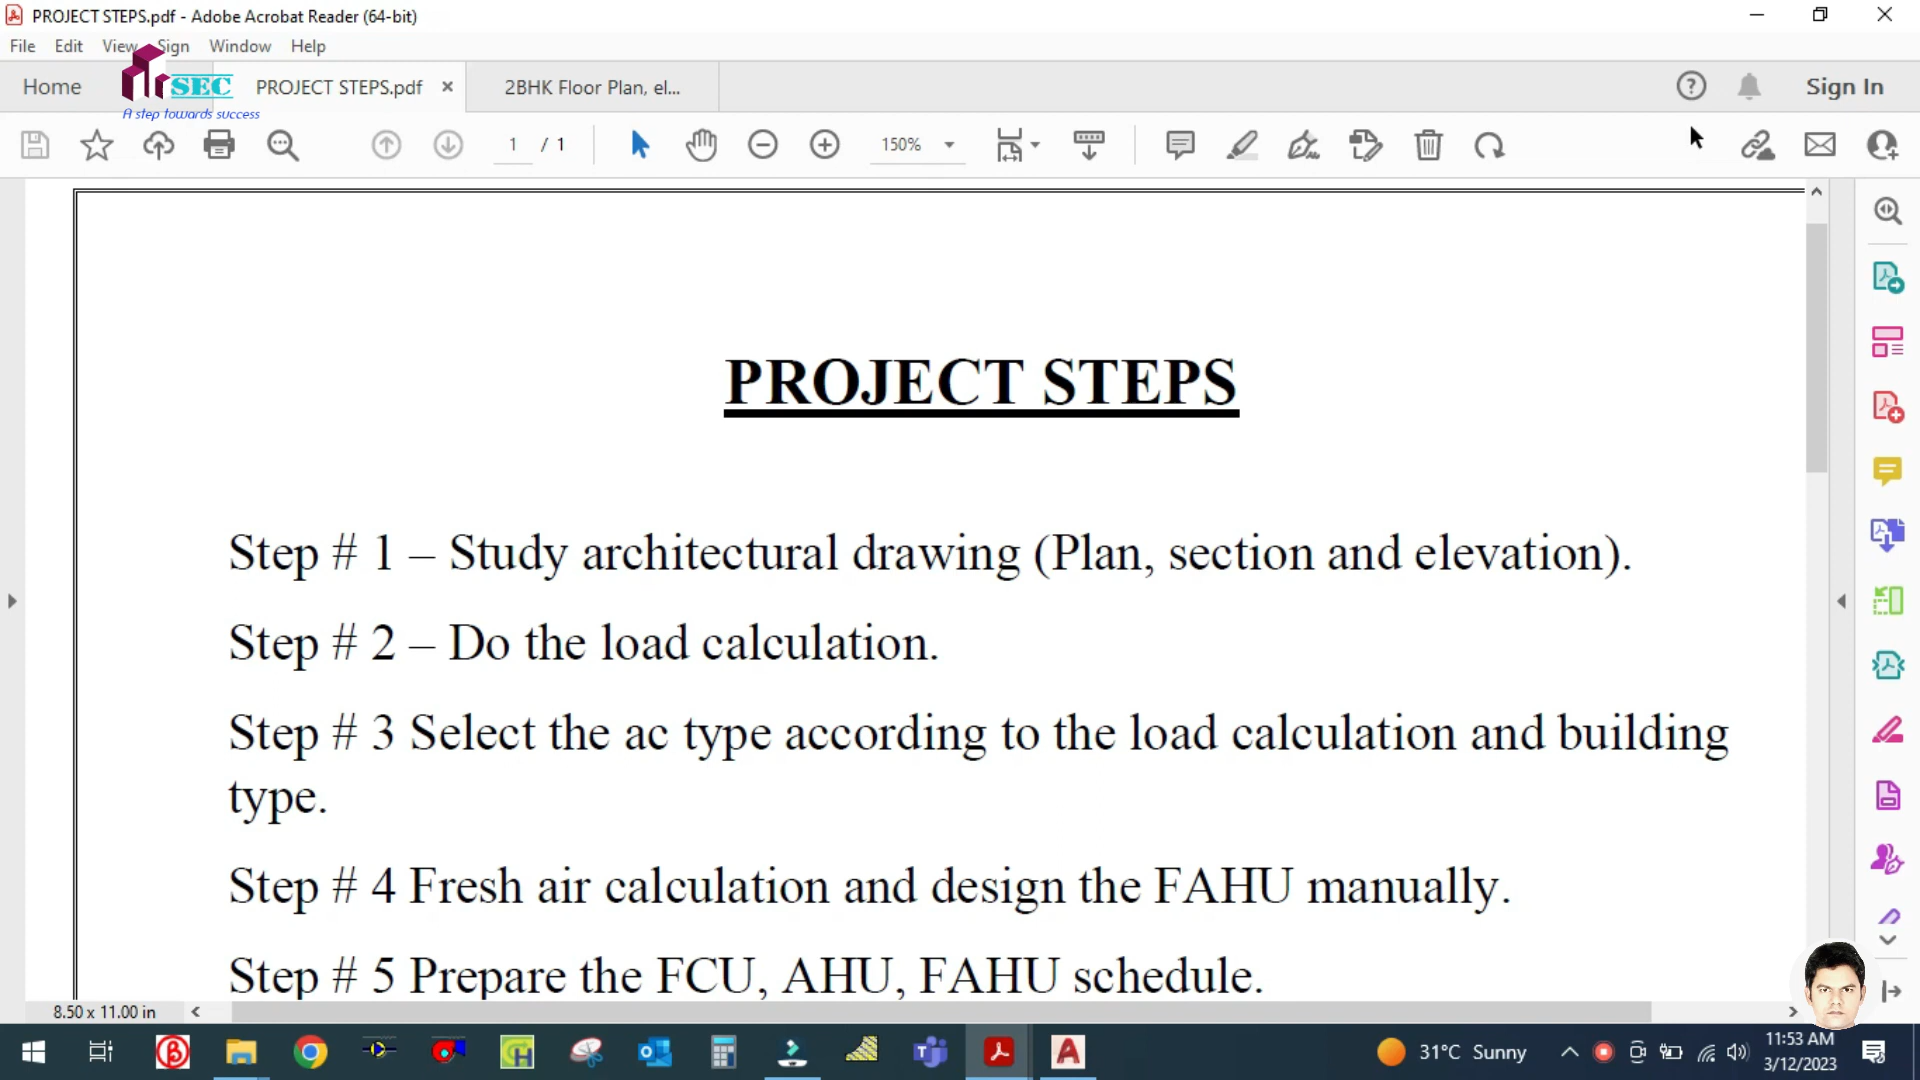 PROJECT STEPS.pdf - Adobe Acrobat Reader (64-bit)
File Edit View Sign Window Help
Home SEC PROJECT STEPS.pdf × 2BHK Floor Plan, el... Sign In
A step towards success
1 / 1 150%
PROJECT STEPS
Step # 1 – Study architectural drawing (Plan, section and elevation).
Step # 2 – Do the load calculation.
Step # 3 Select the ac type according to the load calculation and building
type.
Step # 4 Fresh air calculation and design the FAHU manually.
Step # 5 Prepare the FCU, AHU, FAHU schedule.
8.50 x 11.00 in
31°C Sunny 11:53 AM
3/12/2023